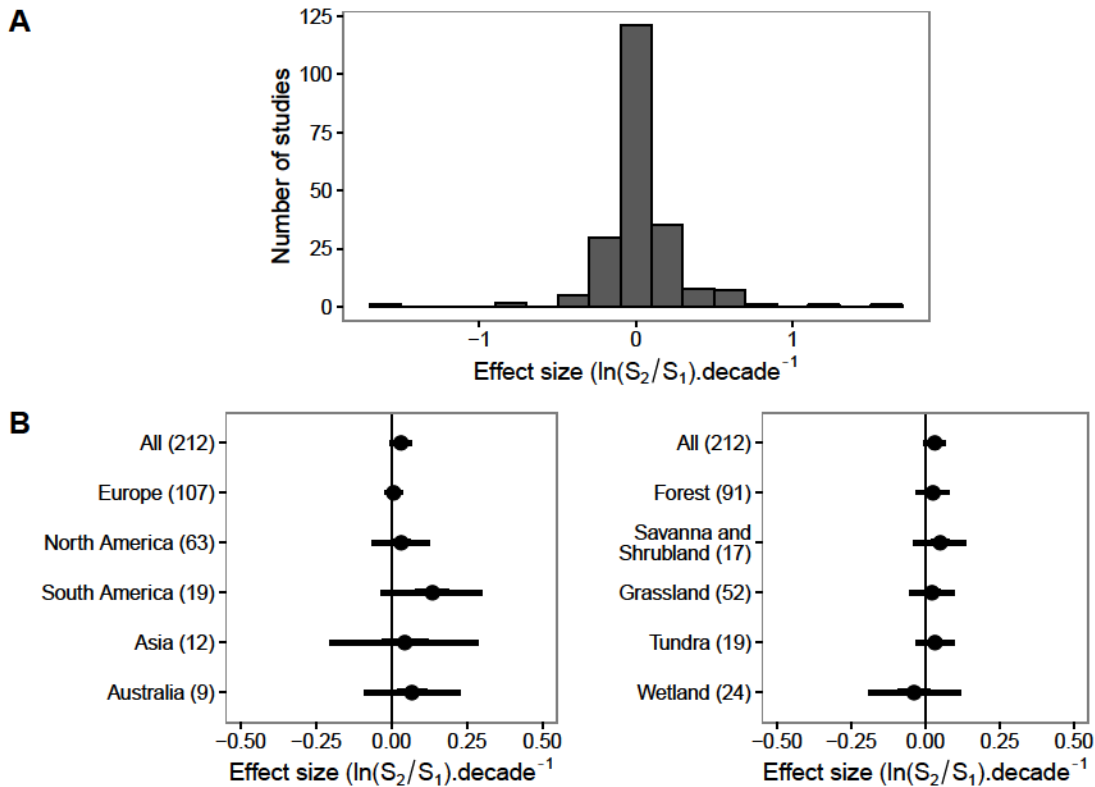 A
125
100
75
50
25
0
Number of studies
−1 0 1
Effect size (ln(S₂/S₁).decade⁻¹
B
All (212)
Europe (107)
North America (63)
South America (19)
Asia (12)
Australia (9)
−0.50 −0.25 0.00 0.25 0.50
Effect size (ln(S₂/S₁).decade⁻¹
All (212)
Forest (91)
Savanna and
Shrubland (17)
Grassland (52)
Tundra (19)
Wetland (24)
−0.50 −0.25 0.00 0.25 0.50
Effect size (ln(S₂/S₁).decade⁻¹